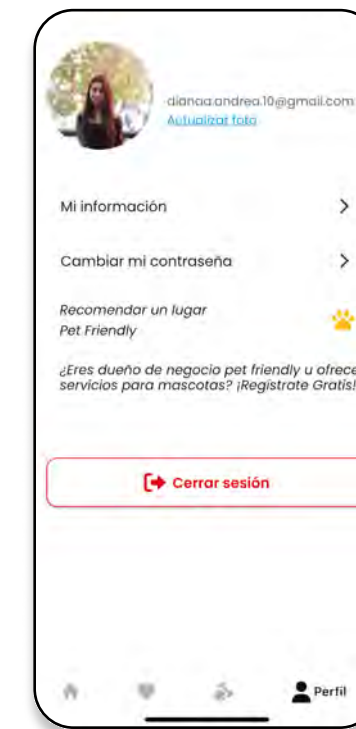 dianaa.andrea.10@gmail.com
Actualizar foto
Mi información
Cambiar mi contraseña
Recomendar un lugar
Pet Friendly
¿Eres dueño de negocio pet friendly u ofrece
servicios para mascotas? ¡Regístrate Gratis!
Cerrar sesión
Perfil